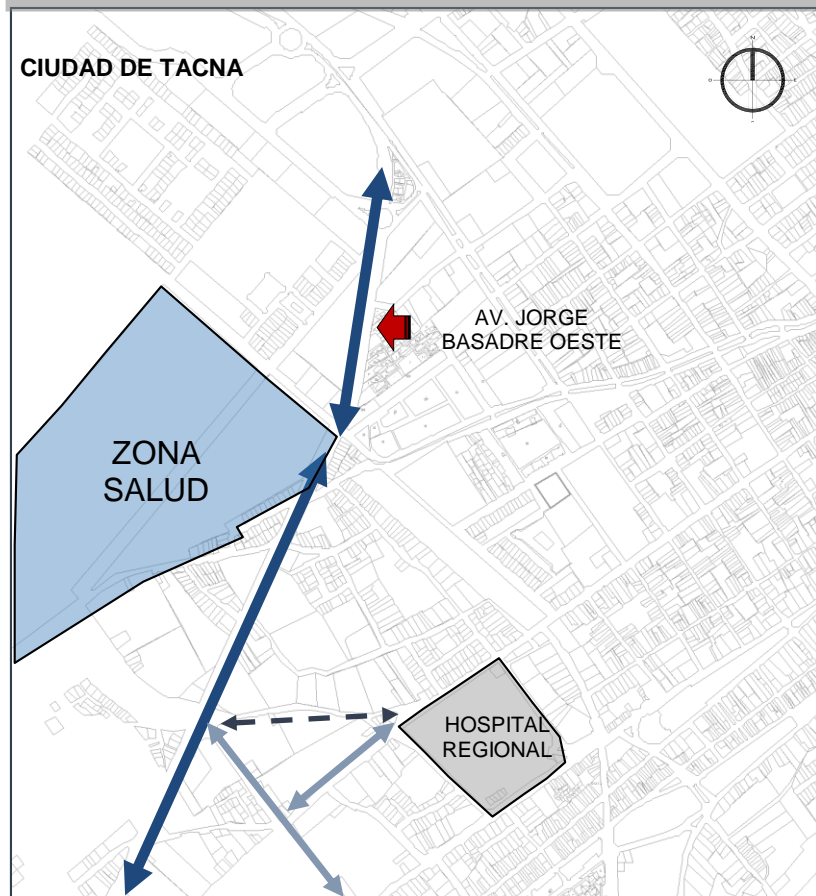 CIUDAD DE TACNA
AV. JORGE
BASADRE OESTE
ZONA
SALUD
HOSPITAL
REGIONAL